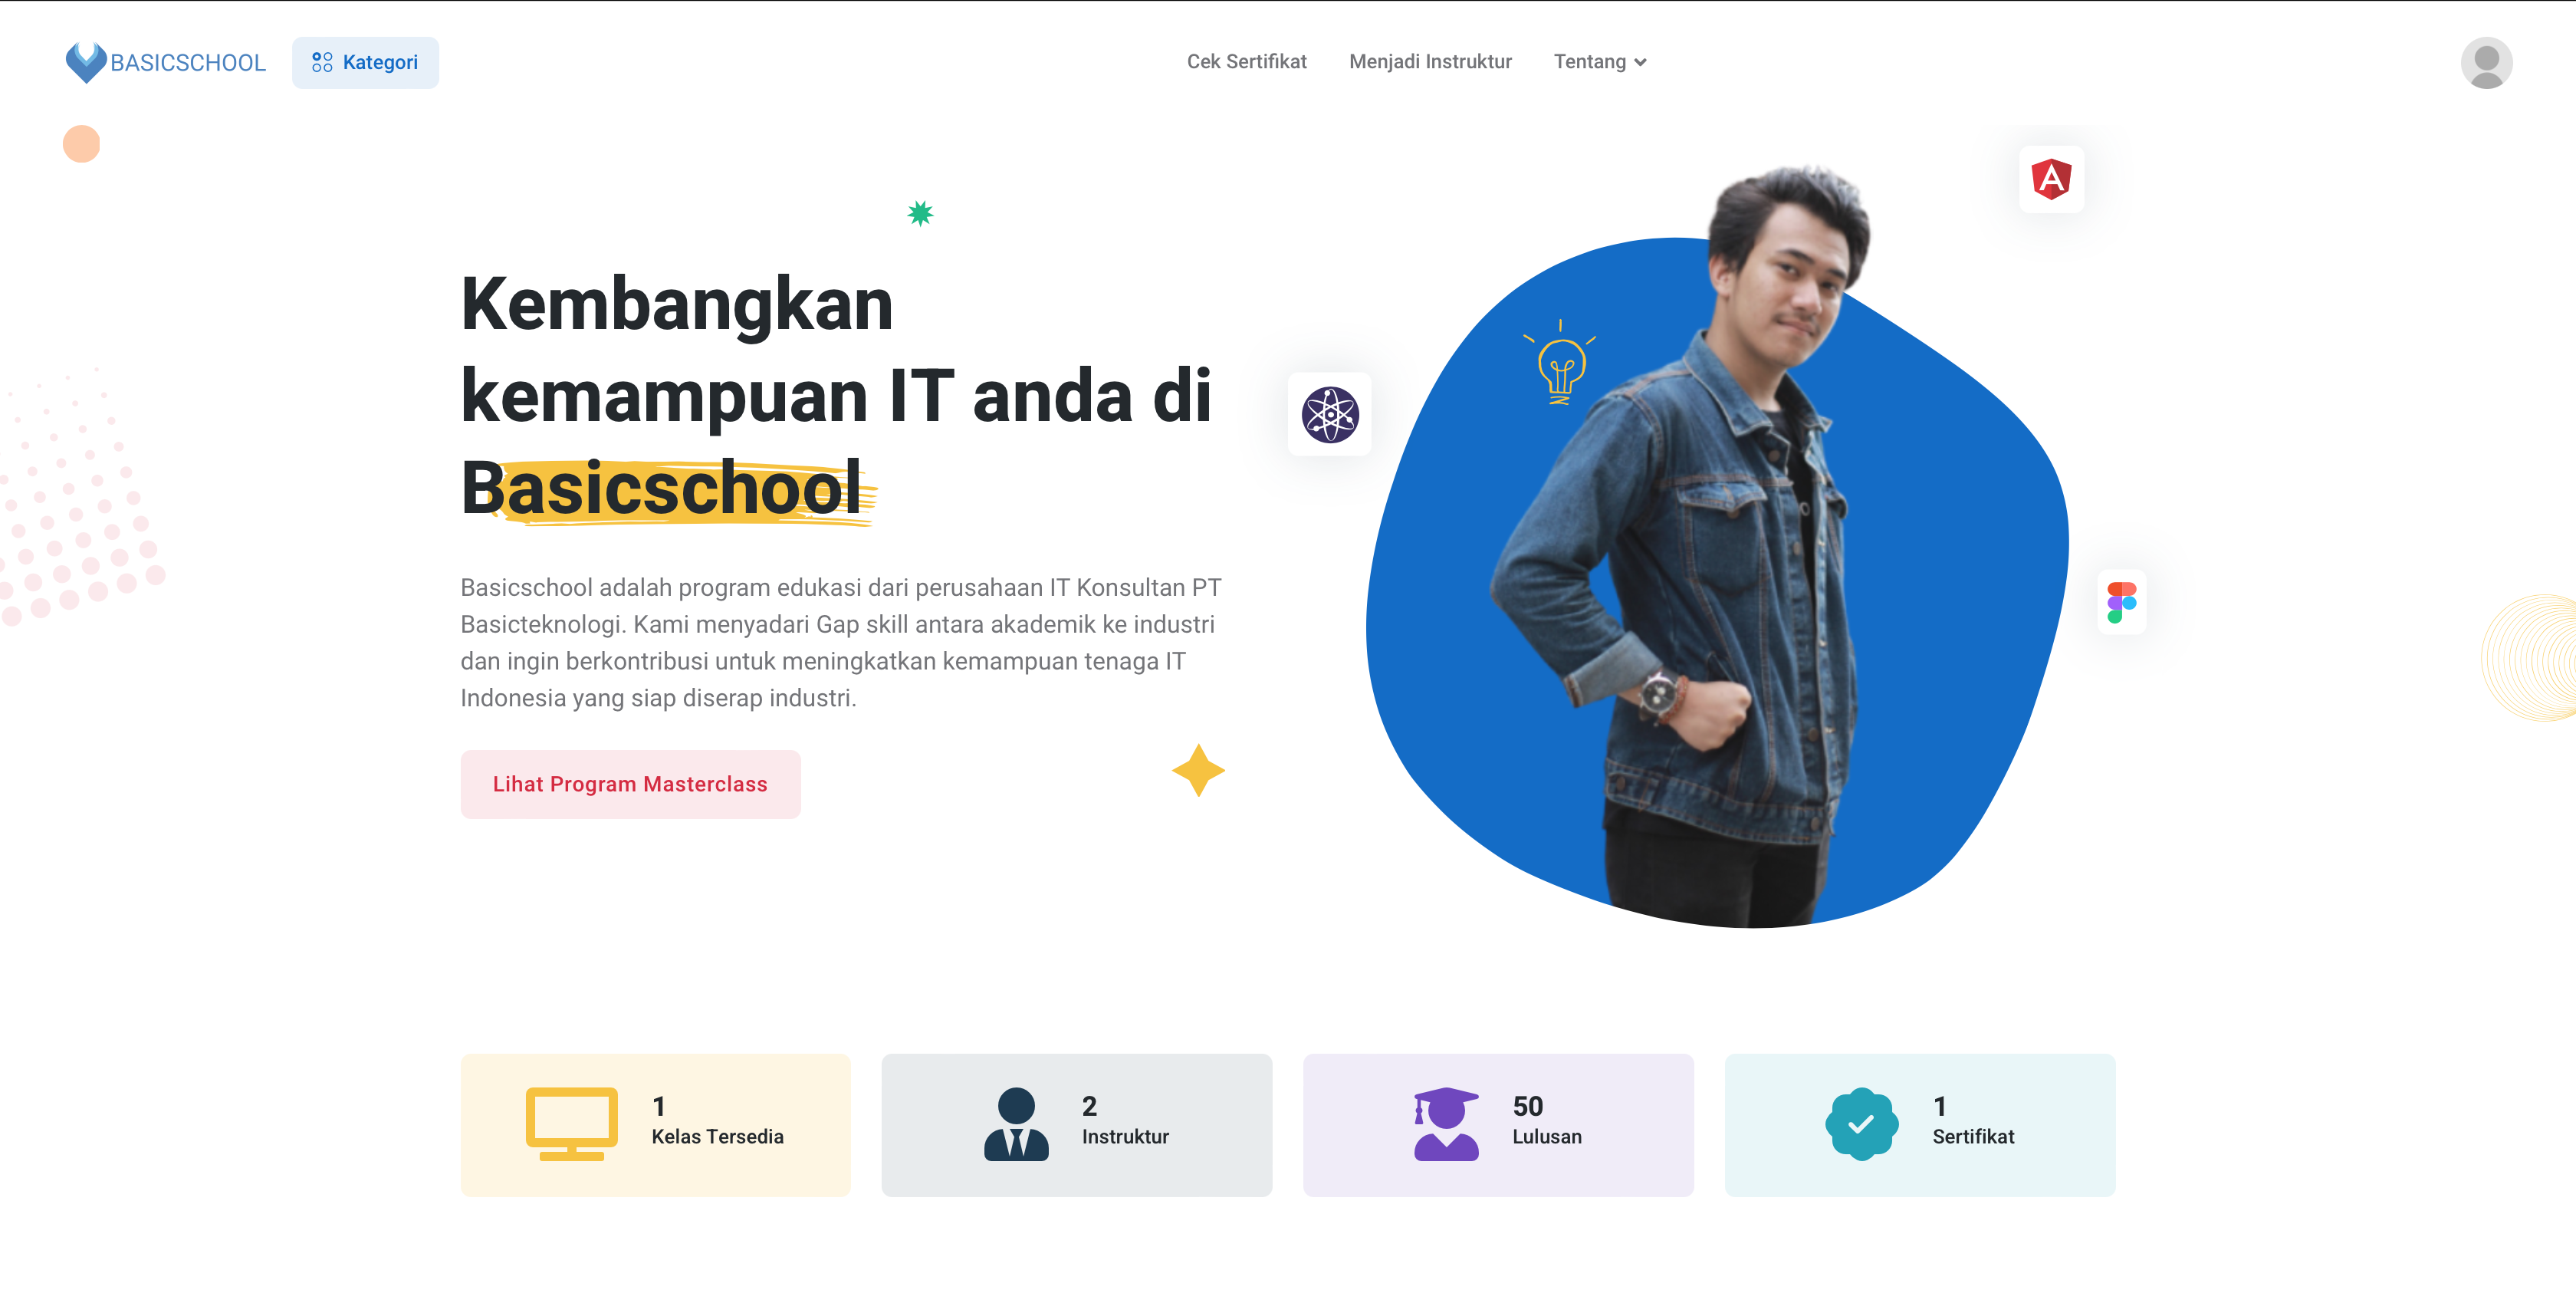 BASICSCHOOL
Kategori
Cek Sertifikat
Menjadi Instruktur
Tentang
Kembangkan
kemampuan IT anda di
Basicschool
Basicschool adalah program edukasi dari perusahaan IT Konsultan PT
Basicteknologi. Kami menyadari Gap skill antara akademik ke industri
dan ingin berkontribusi untuk meningkatkan kemampuan tenaga IT
Indonesia yang siap diserap industri.
Lihat Program Masterclass
1
Kelas Tersedia
2
Instruktur
50
Lulusan
1
Sertifikat